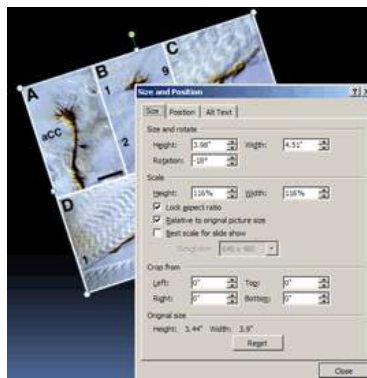 A
B
C
1
9
aCC
2
D
1
Size and Position
Size Position Alt Text
Size and rotate
Height: 3.98" Width: 4.51"
Rotation: -18°
Scale
Height: 116% Width: 116%
Lock aspect ratio
Relative to original picture size
Best scale for slide show
640 x 480
Crop from
Left: 0" Top: 0"
Right: 0" Bottom: 0"
Original size
Height: 3.44" Width: 3.9"
Reset
Close